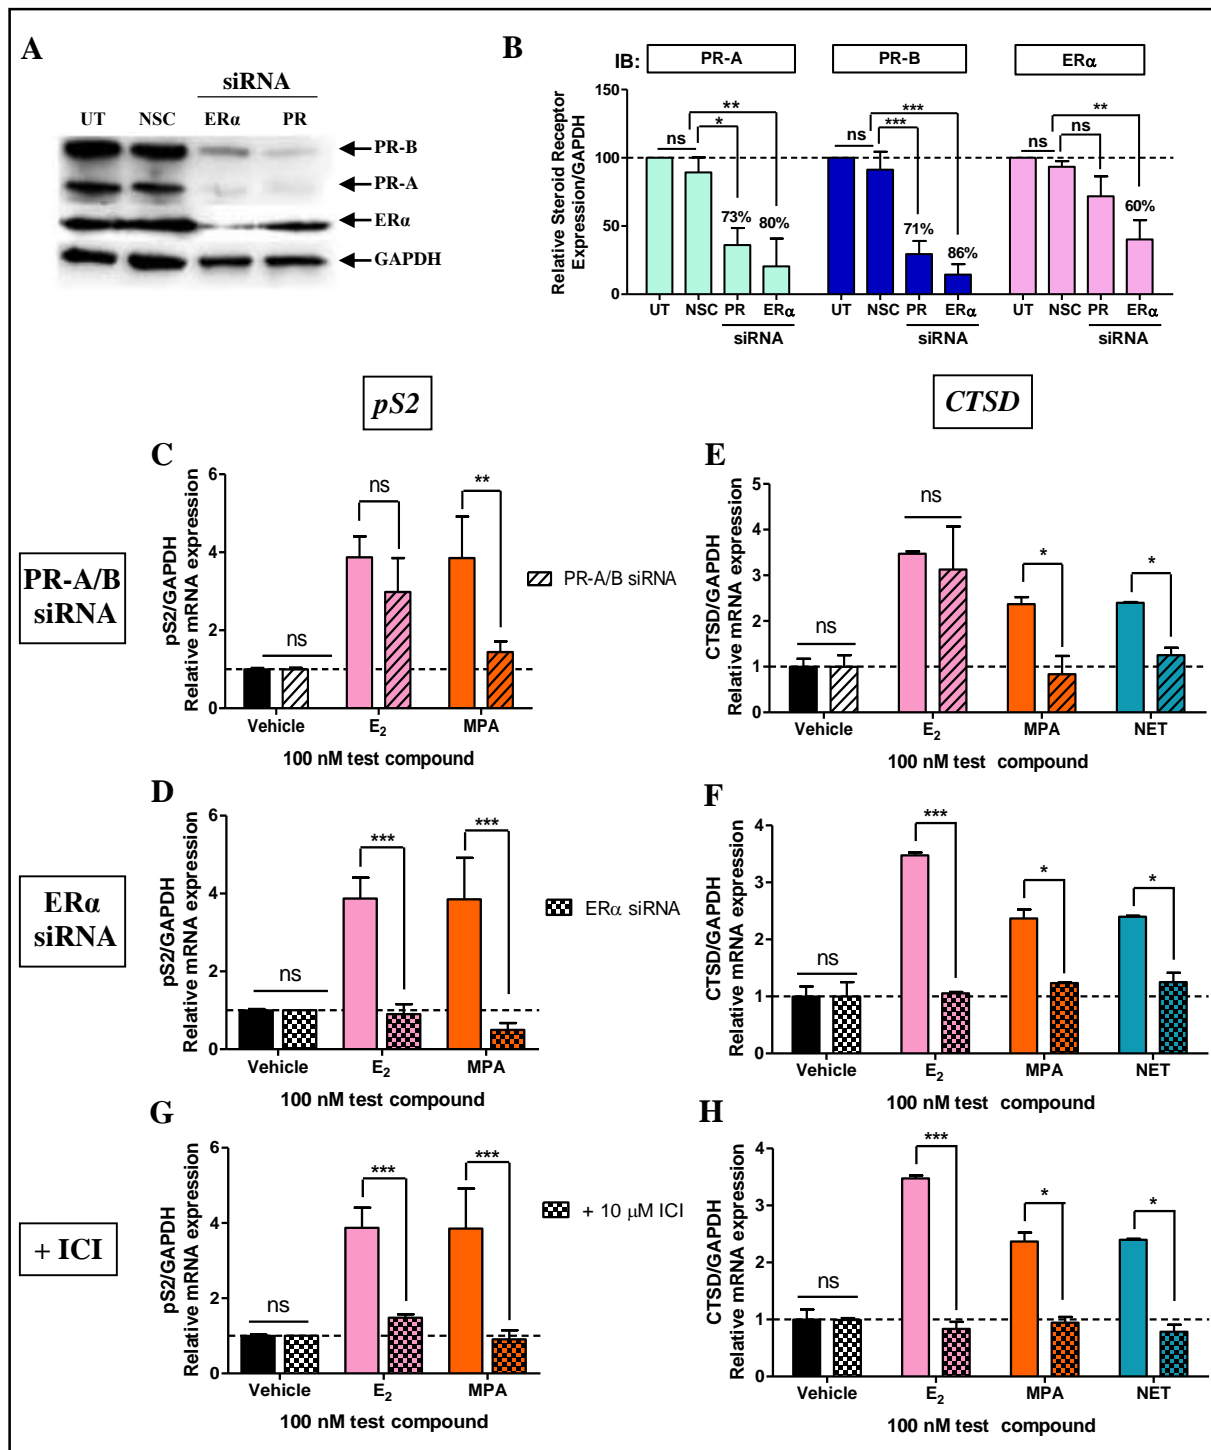 A
siRNA
UT NSC ERα PR
PR-B
PR-A
ERα
GAPDH
B
IB: PR-A PR-B ERα
Relative Steroid Receptor
Expression/GAPDH
150
100
50
0
ns * **
73% 80%
ns *** ***
71% 86%
ns ns **
60%
UT NSC PR ERα UT NSC PR ERα UT NSC PR ERα
siRNA siRNA siRNA
pS2
CTSD
PR-A/B
siRNA
C
pS2/GAPDH
Relative mRNA expression
6
4
2
0
ns ns **
Vehicle E2 MPA
100 nM test compound
PR-A/B siRNA
E
CTSD/GAPDH
Relative mRNA expression
5
4
3
2
1
0
ns ns * *
Vehicle E2 MPA NET
100 nM test compound
ERα
siRNA
D
pS2/GAPDH
Relative mRNA expression
6
4
2
0
ns *** ***
Vehicle E2 MPA
100 nM test compound
ERα siRNA
F
CTSD/GAPDH
Relative mRNA expression
4
3
2
1
0
ns *** * *
Vehicle E2 MPA NET
100 nM test compound
+ ICI
G
pS2/GAPDH
Relative mRNA expression
6
4
2
0
ns *** ***
Vehicle E2 MPA
100 nM test compound
+ 10 μM ICI
H
CTSD/GAPDH
Relative mRNA expression
4
3
2
1
0
ns *** * *
Vehicle E2 MPA NET
100 nM test compound